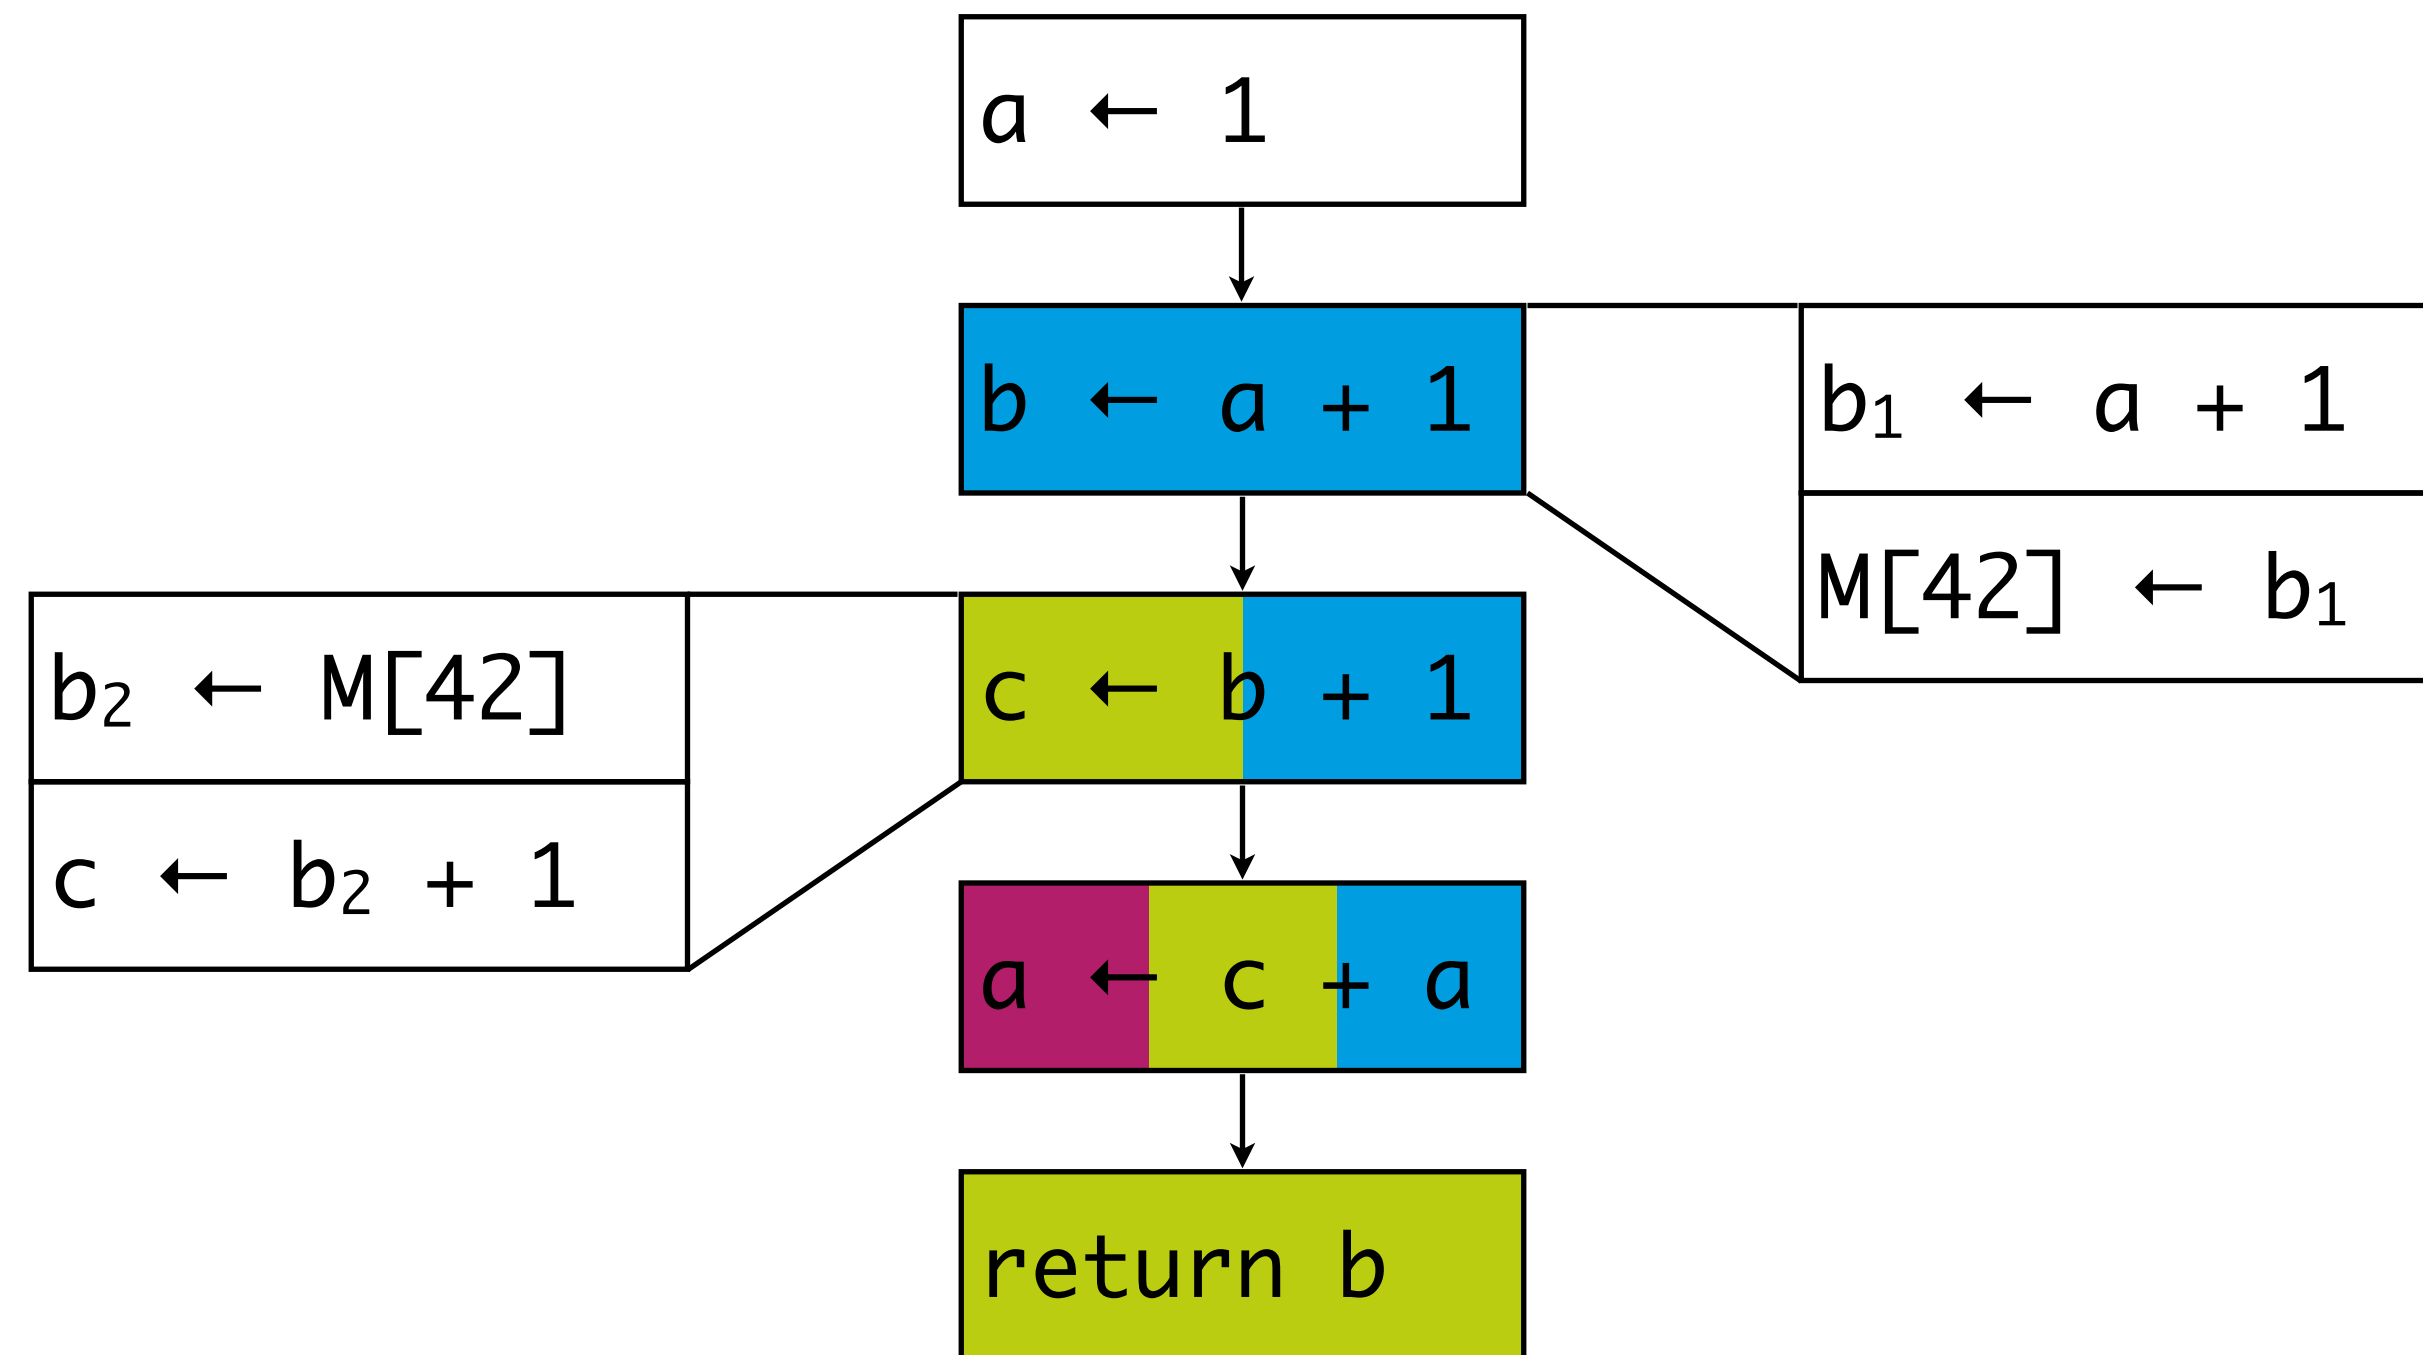 a ← 1
b ← a + 1
b₁ ← a + 1
M[42] ← b₁
b₂ ← M[42]
c ← b₂ + 1
c ← b + 1
a ← c + a
return b